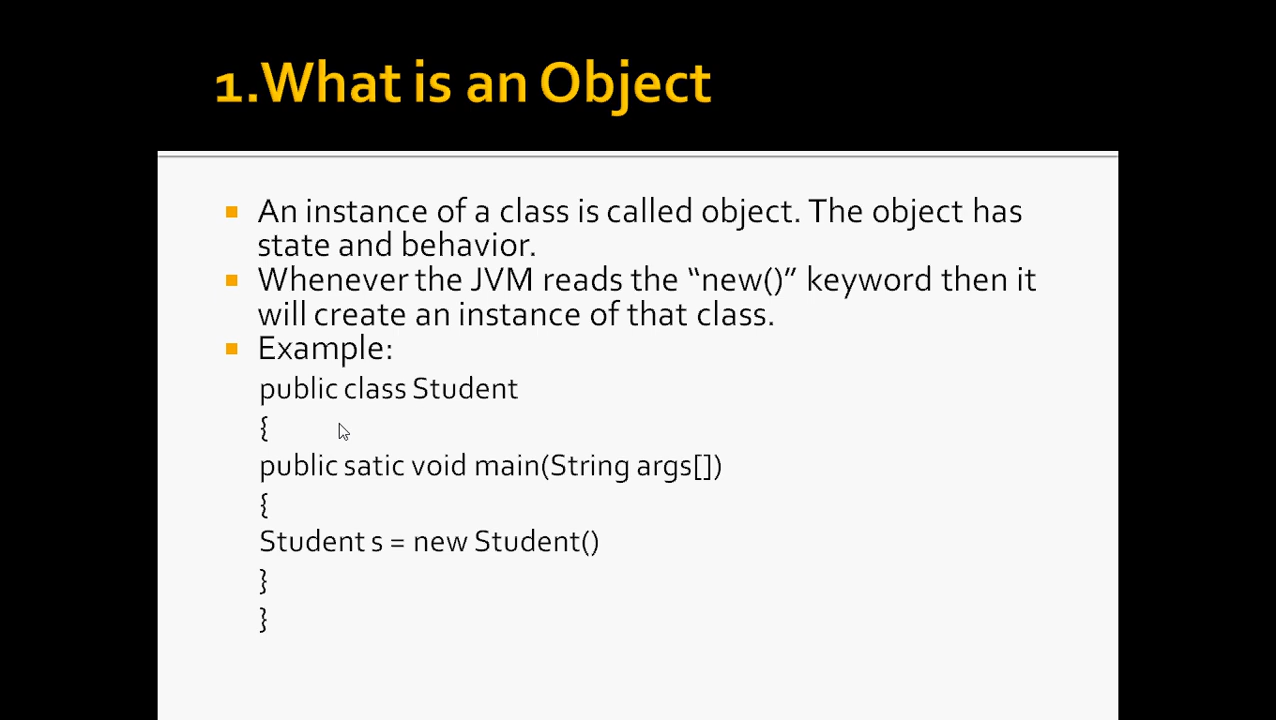 1.What is an Object
An instance of a class is called object. The object has
state and behavior.
Whenever the JVM reads the “new()” keyword then it
will create an instance of that class.
Example:
public class Student
{
public satic void main(String args[])
{
Student s = new Student()
}
}